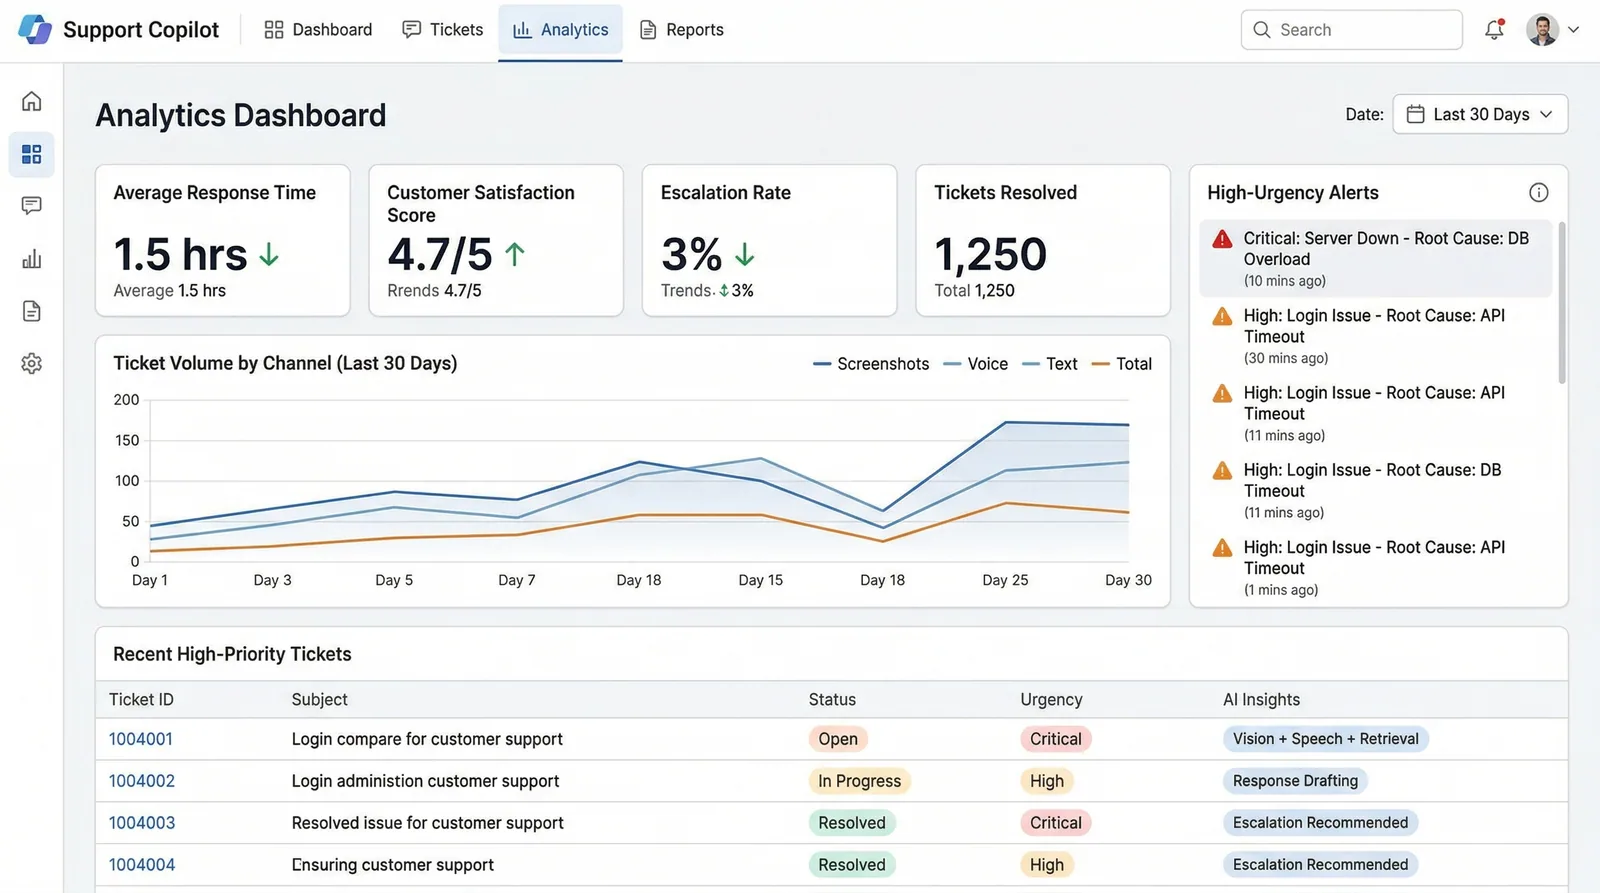 Support Copilot
Dashboard
Tickets
Analytics
Reports
Search
Analytics Dashboard
Date:
Last 30 Days
Average Response Time
1.5 hrs ↓
Average 1.5 hrs
Customer Satisfaction
Score
4.7/5 ↑
Rrends 4.7/5
Escalation Rate
3% ↓
Trends. ↕3%
Tickets Resolved
1,250
Total 1,250
High-Urgency Alerts
Critical: Server Down - Root Cause: DB
Overload
(10 mins ago)
High: Login Issue - Root Cause: API
Timeout
(30 mins ago)
High: Login Issue - Root Cause: API
Timeout
(11 mins ago)
High: Login Issue - Root Cause: DB
Timeout
(11 mins ago)
High: Login Issue - Root Cause: API
Timeout
(1 mins ago)
Ticket Volume by Channel (Last 30 Days)
Screenshots Voice Text Total
200
150
100
50
0
Day 1 Day 3 Day 5 Day 7 Day 18 Day 15 Day 18 Day 25 Day 30
Recent High-Priority Tickets
Ticket ID Subject Status Urgency AI Insights
1004001 Login compare for customer support Open Critical Vision + Speech + Retrieval
1004002 Login administion customer support In Progress High Response Drafting
1004003 Resolved issue for customer support Resolved Critical Escalation Recommended
1004004 Ensuring customer support Resolved High Escalation Recommended